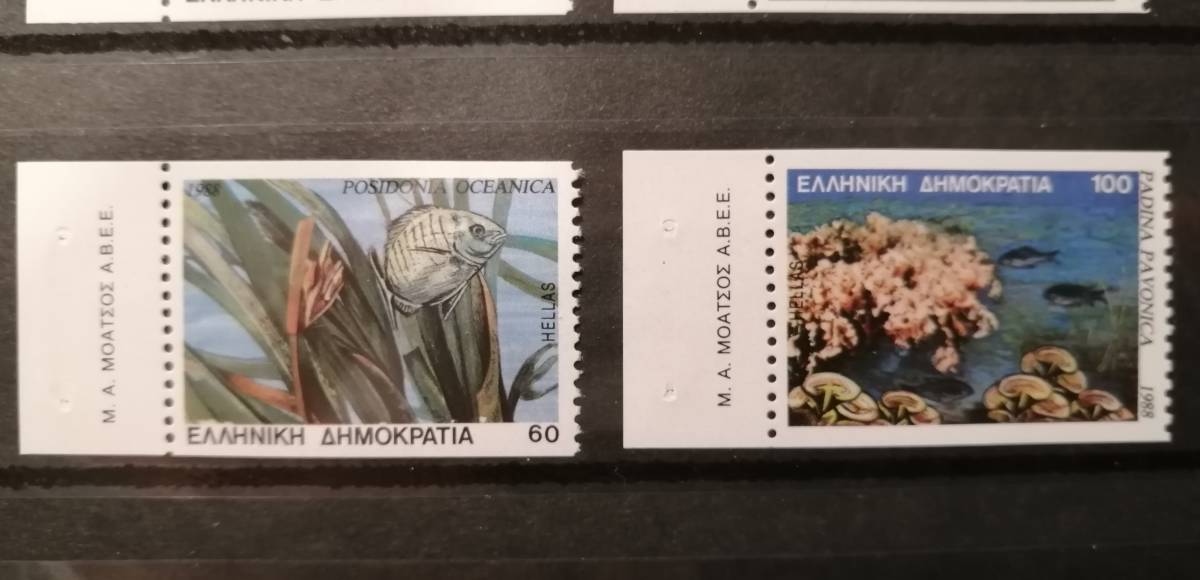 Μ. Α. ΜΟΑΤΣΟΣ Α.Β.Ε.Ε.
1988 POSIDONIA OCEANICA
HELLAS
ΕΛΛΗΝΙΚΗ ΔΗΜΟΚΡΑΤΙΑ 60
Μ. Α. ΜΟΑΤΣΟΣ Α.Β.Ε.Ε.
ΕΛΛΗΝΙΚΗ ΔΗΜΟΚΡΑΤΙΑ 100
HELLAS
PADINA PAVONICA 1988